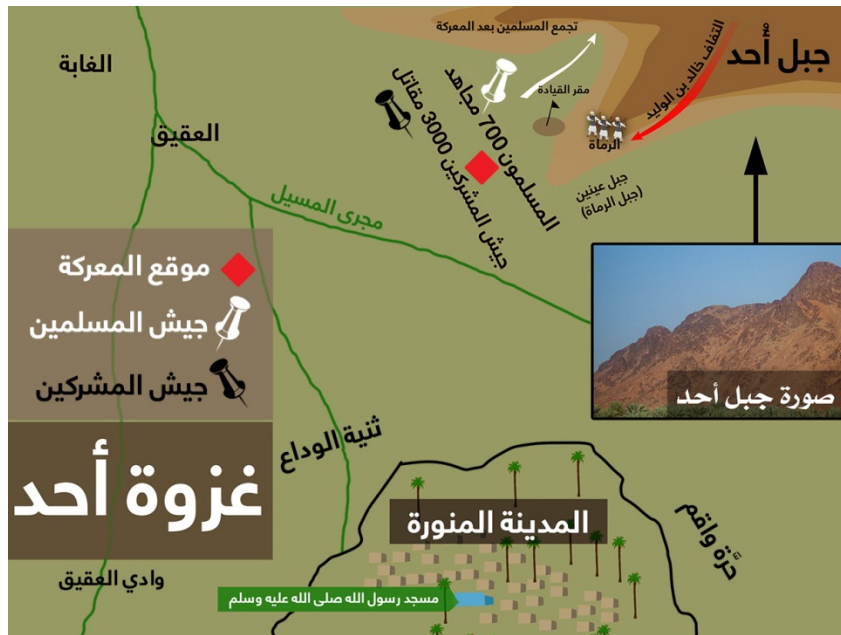 تجمع المسلمين بعد المعركة
جبل أُحد
التفاف خالد بن الوليد
مقر القيادة
الرماة
المسلمون 700 مجاهد
جيش المشركين 3000 مقاتل
جبل عينين
(جبل الرماة)
الغابة
العقيق
مجرى المسيل
موقع المعركة
جيش المسلمين
جيش المشركين
صورة جبل أحد
غزوة أحد
ثنية الوداع
المدينة المنورة
حرَّة واقم
وادي العقيق
مسجد رسول الله صلى الله عليه وسلم